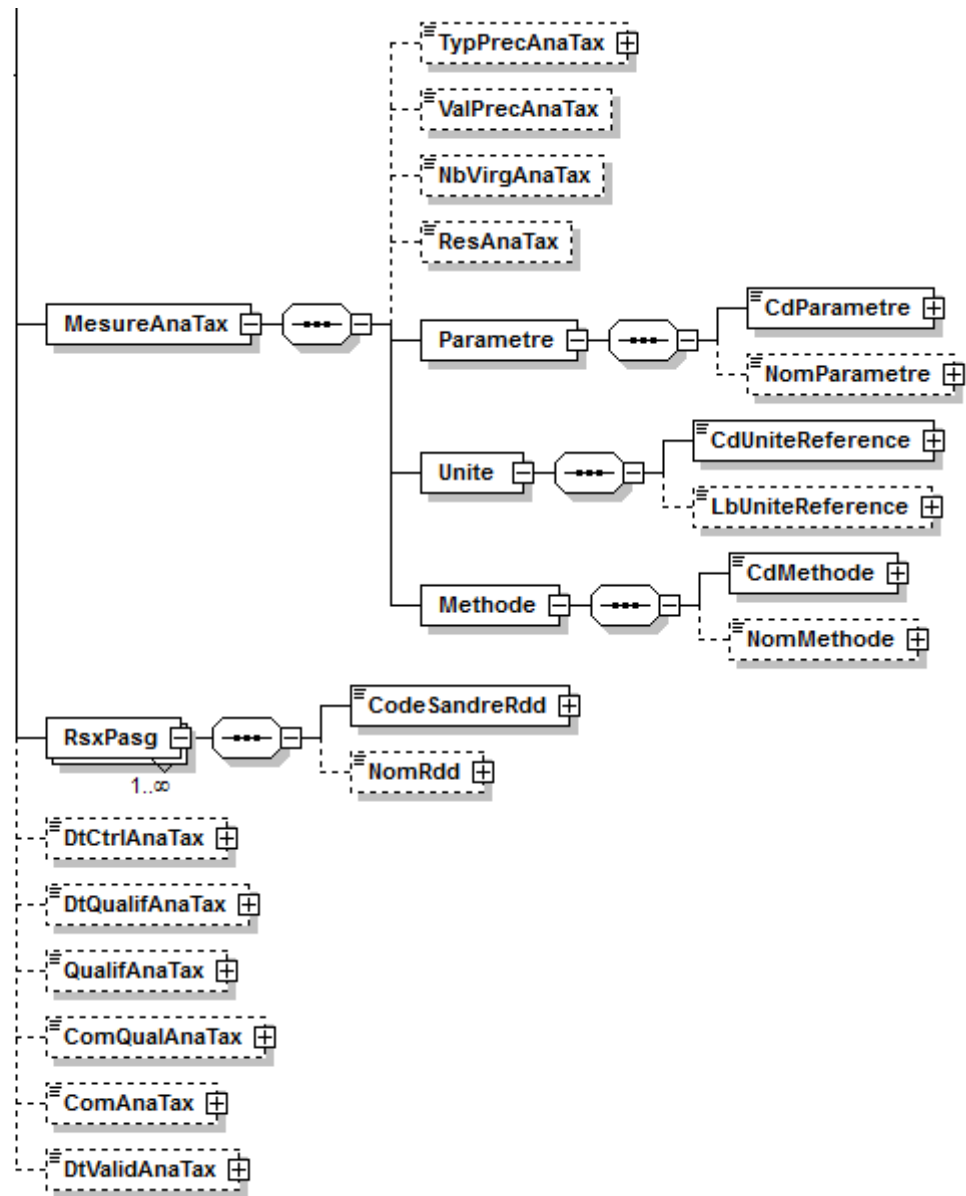 TypPrecAnaTax
ValPrecAnaTax
NbVirgAnaTax
ResAnaTax
MesureAnaTax
Parametre
CdParametre
NomParametre
Unite
CdUniteReference
LbUniteReference
Methode
CdMethode
NomMethode
RsxPasg
1..∞
CodeSandreRdd
NomRdd
DtCtrlAnaTax
DtQualifAnaTax
QualifAnaTax
ComQualAnaTax
ComAnaTax
DtValidAnaTax